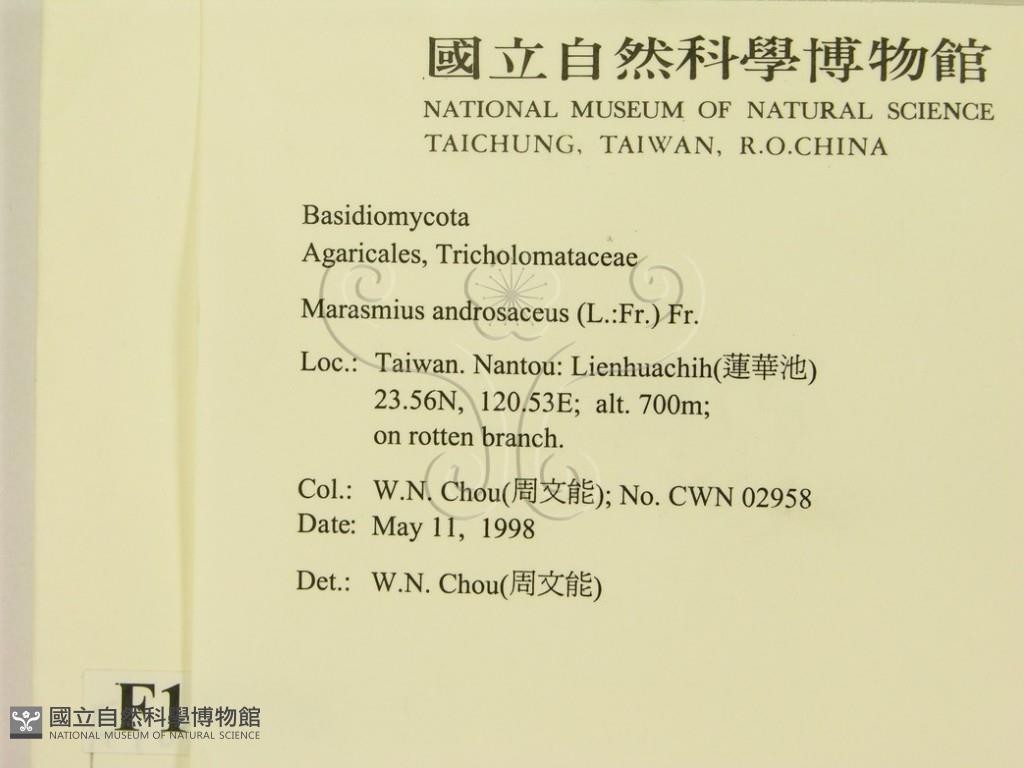 國立自然科學博物館
NATIONAL MUSEUM OF NATURAL SCIENCE
TAICHUNG, TAIWAN, R.O.CHINA
Basidiomycota
Agaricales, Tricholomataceae
Marasmius androsaceus (L.:Fr.) Fr.
Loc.: Taiwan. Nantou: Lienhuachih(蓮華池)
23.56N, 120.53E; alt. 700m;
on rotten branch.
Col.: W.N. Chou(周文能); No. CWN 02958
Date: May 11, 1998
Det.: W.N. Chou(周文能)
F1
國立自然科學博物館
NATIONAL MUSEUM OF NATURAL SCIENCE